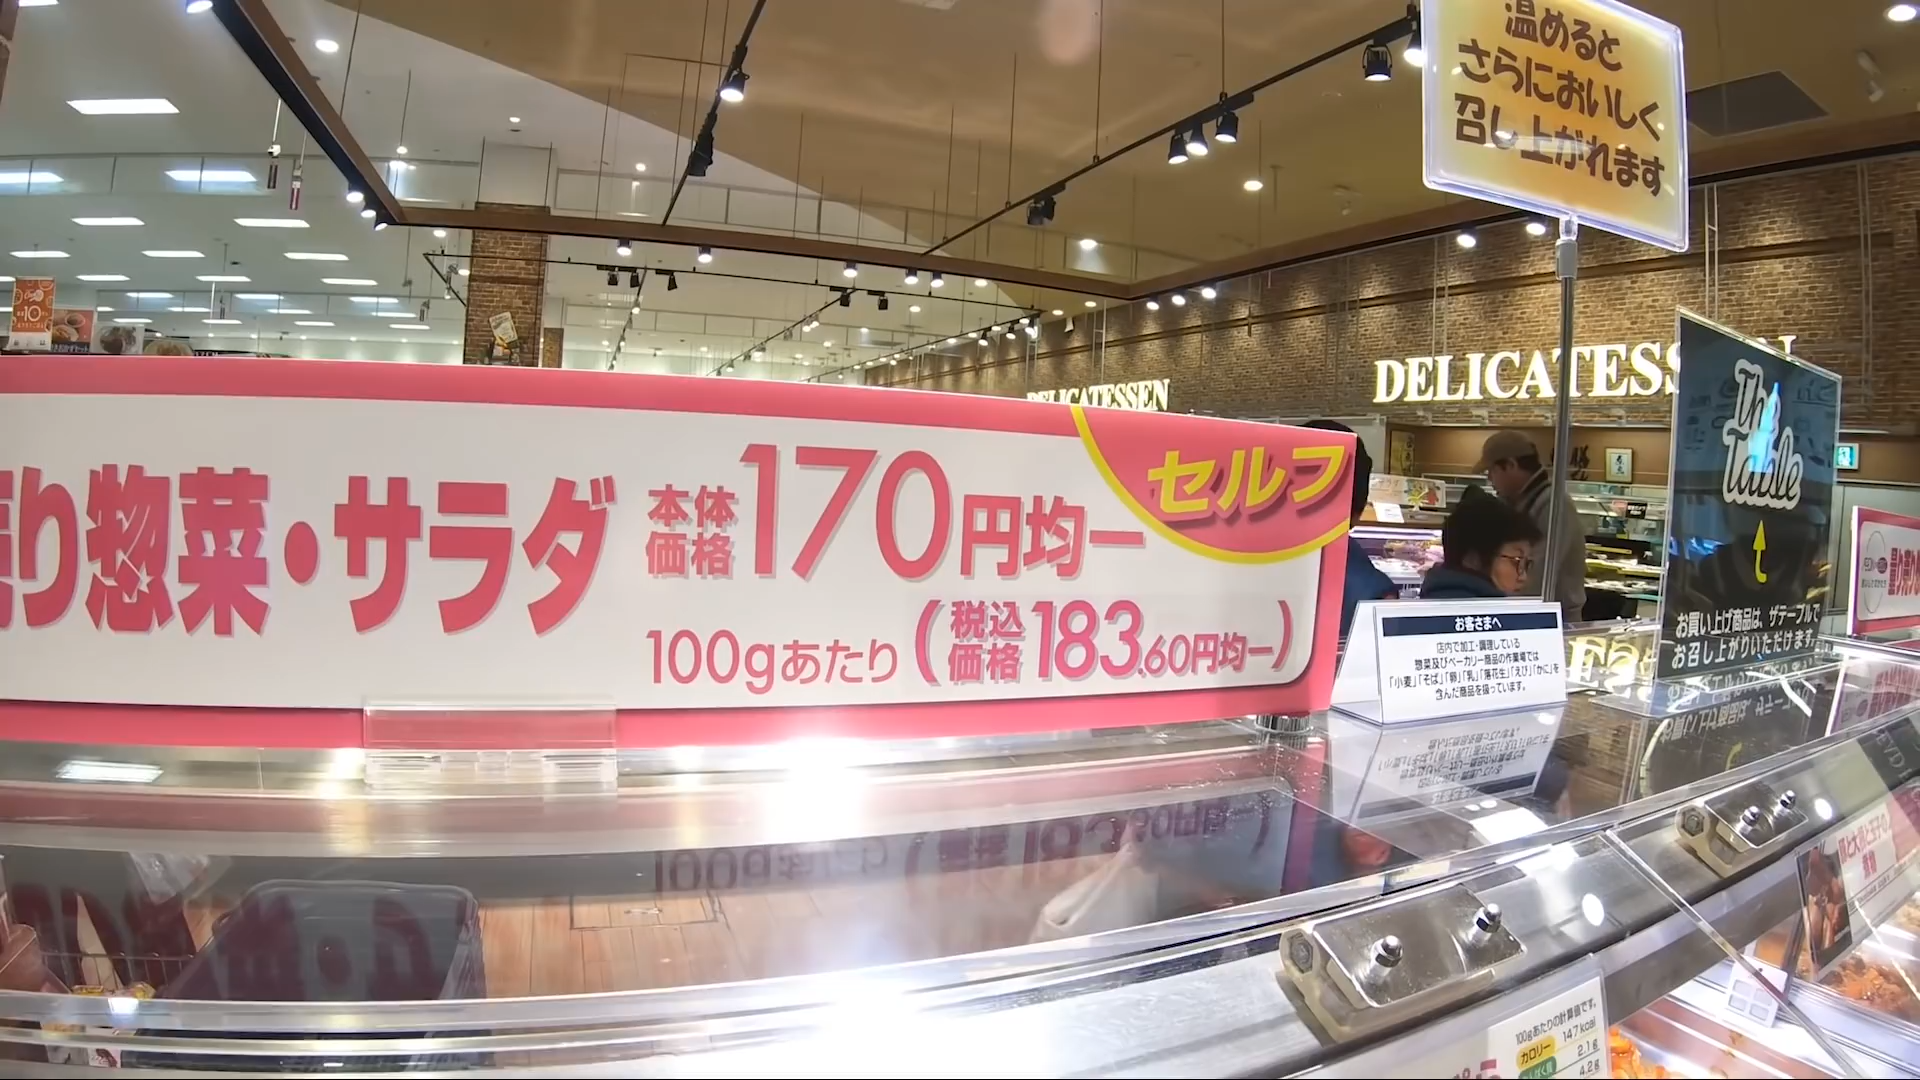 温めると
さらにおいしく
召し上がれます
DELICATESSEN
DELICATESSEN
The Table
お買い上げ商品は、ザテーブルで
お召し上がりいただけます。
売り惣菜・サラダ
本体価格170円均一
セルフ
100gあたり(税込価格183.60円均一)
お客さまへ
店内で加工・調理している
惣菜及びベーカリー商品の作業場では
「小麦」「そば」「卵」「乳」「落花生」「えび」「かに」を
含んだ商品を扱っています。
100gあたりの計算値です。
カロリー 147kcal
2.1g
4.2g